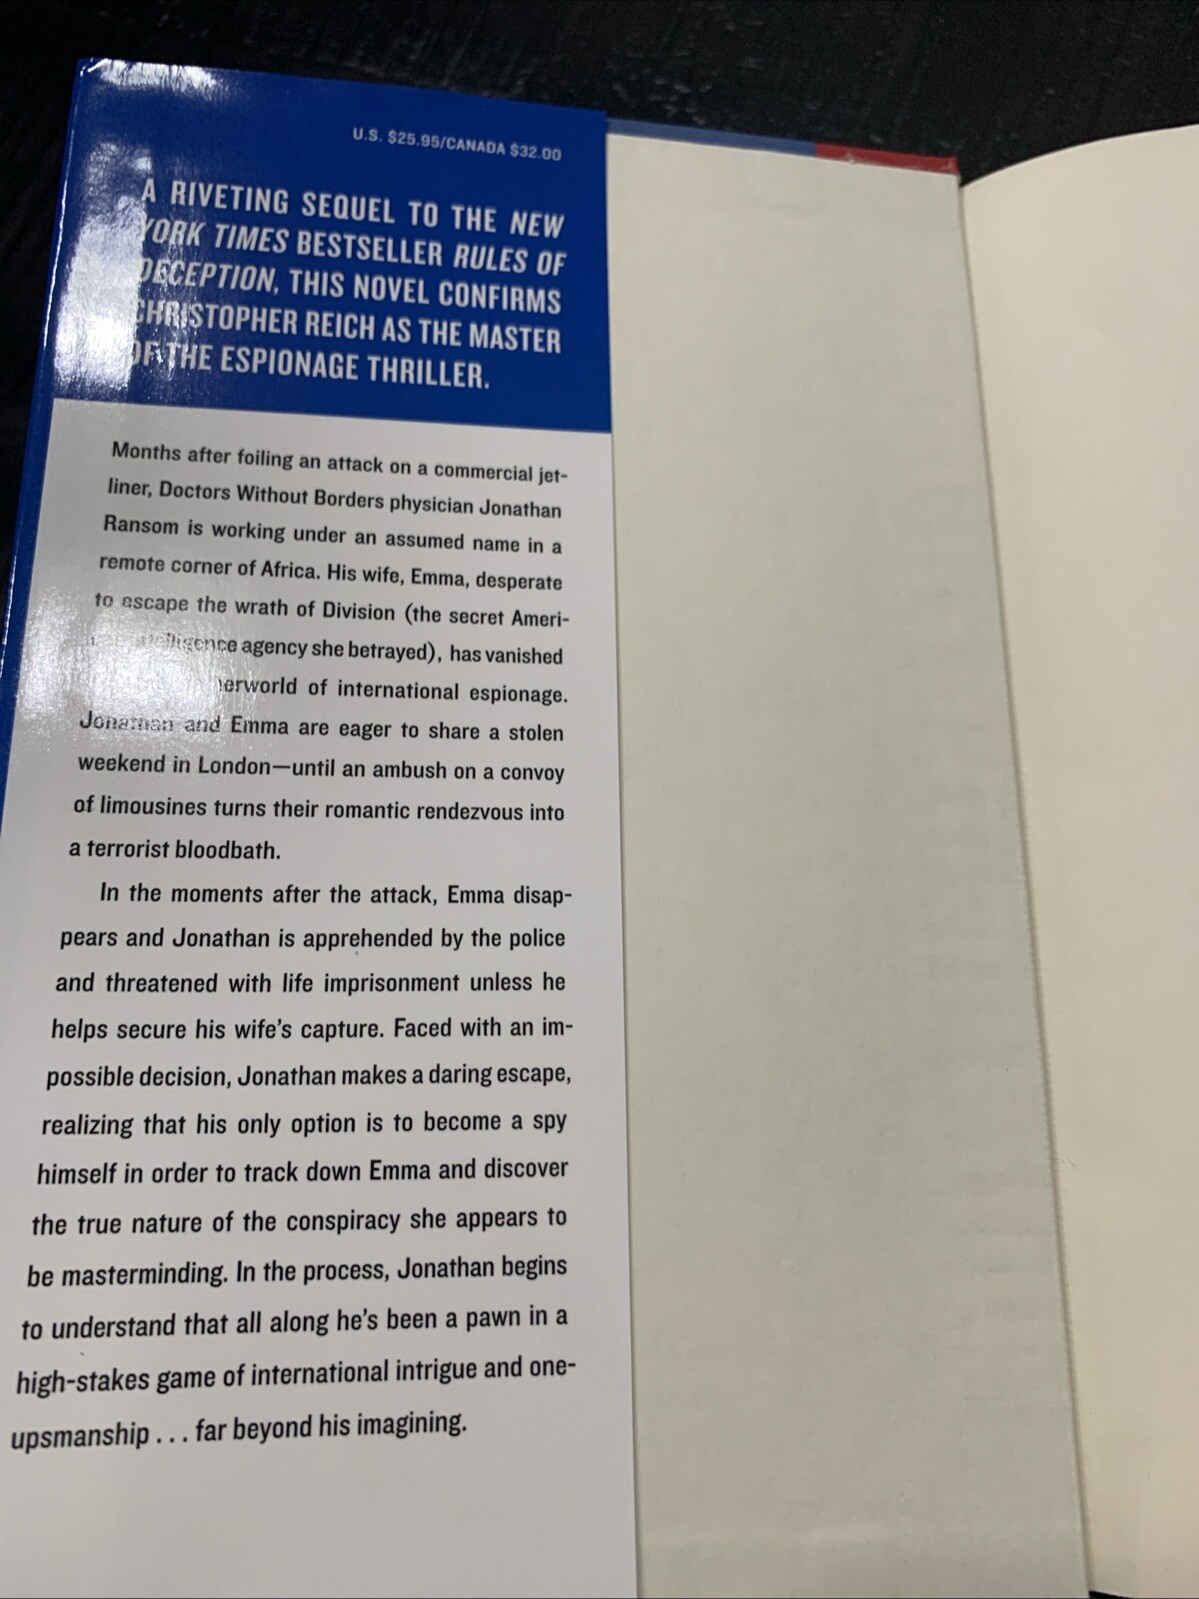 U.S. $25.95/CANADA $32.00
A RIVETING SEQUEL TO THE NEW
YORK TIMES BESTSELLER RULES OF
DECEPTION, THIS NOVEL CONFIRMS
CHRISTOPHER REICH AS THE MASTER
OF THE ESPIONAGE THRILLER.
Months after foiling an attack on a commercial jet-
liner, Doctors Without Borders physician Jonathan
Ransom is working under an assumed name in a
remote corner of Africa. His wife, Emma, desperate
to escape the wrath of Division (the secret Ameri-
intelligence agency she betrayed), has vanished
of international espionage.
Jonathan and Emma are eager to share a stolen
weekend in London—until an ambush on a convoy
of limousines turns their romantic rendezvous into
a terrorist bloodbath.
In the moments after the attack, Emma disap-
pears and Jonathan is apprehended by the police
and threatened with life imprisonment unless he
helps secure his wife's capture. Faced with an im-
possible decision, Jonathan makes a daring escape,
realizing that his only option is to become a spy
himself in order to track down Emma and discover
the true nature of the conspiracy she appears to
be masterminding. In the process, Jonathan begins
to understand that all along he's been a pawn in a
high-stakes game of international intrigue and one-
upsmanship . . . far beyond his imagining.